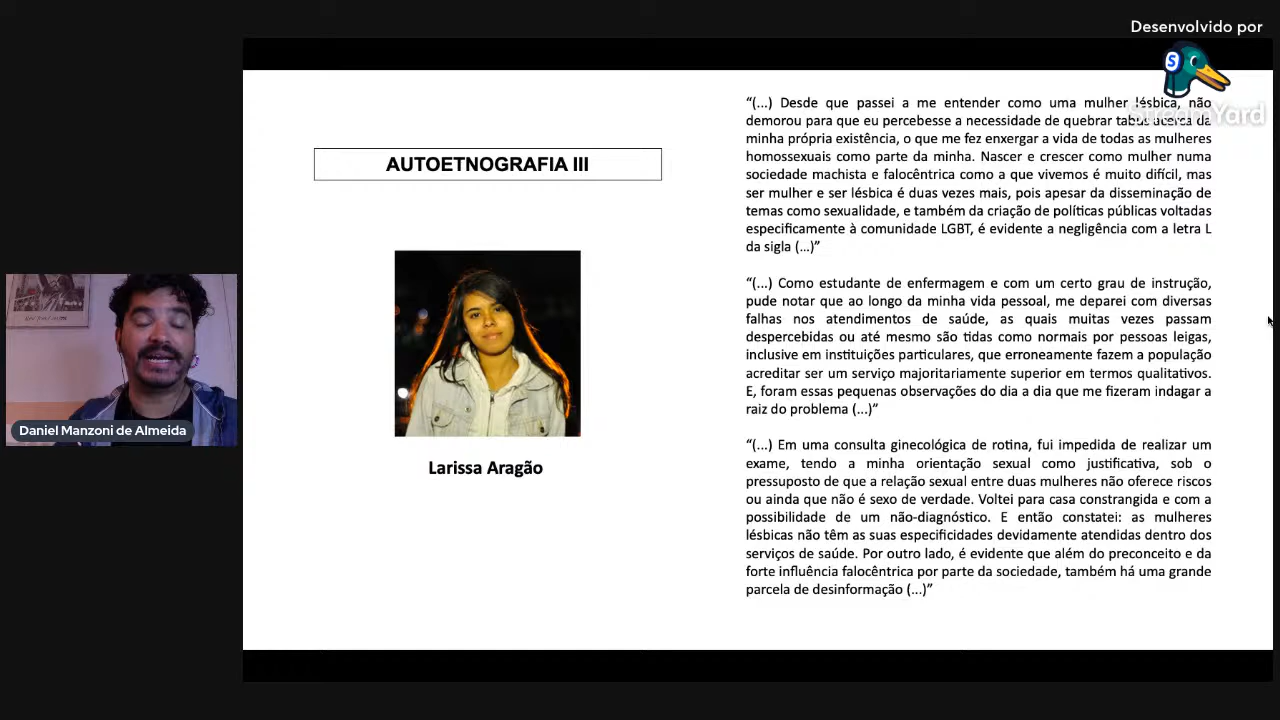 Desenvolvido por
StreamYard
AUTOETNOGRAFIA III
Larissa Aragão
Daniel Manzoni de Almeida
“(...) Desde que passei a me entender como uma mulher lésbica, não
demorou para que eu percebesse a necessidade de quebrar tabus acerca da
minha própria existência, o que me fez enxergar a vida de todas as mulheres
homossexuais como parte da minha. Nascer e crescer como mulher numa
sociedade machista e falocêntrica como a que vivemos é muito difícil, mas
ser mulher e ser lésbica é duas vezes mais, pois apesar da disseminação de
temas como sexualidade, e também da criação de políticas públicas voltadas
especificamente à comunidade LGBT, é evidente a negligência com a letra L
da sigla (...)”
“(...) Como estudante de enfermagem e com um certo grau de instrução,
pude notar que ao longo da minha vida pessoal, me deparei com diversas
falhas nos atendimentos de saúde, as quais muitas vezes passam
despercebidas ou até mesmo são tidas como normais por pessoas leigas,
inclusive em instituições particulares, que erroneamente fazem a população
acreditar ser um serviço majoritariamente superior em termos qualitativos.
E, foram essas pequenas observações do dia a dia que me fizeram indagar a
raiz do problema (...)”
“(...) Em uma consulta ginecológica de rotina, fui impedida de realizar um
exame, tendo a minha orientação sexual como justificativa, sob o
pressuposto de que a relação sexual entre duas mulheres não oferece riscos
ou ainda que não é sexo de verdade. Voltei para casa constrangida e com a
possibilidade de um não-diagnóstico. E então constatei: as mulheres
lésbicas não têm as suas especificidades devidamente atendidas dentro dos
serviços de saúde. Por outro lado, é evidente que além do preconceito e da
forte influência falocêntrica por parte da sociedade, também há uma grande
parcela de desinformação (...)”